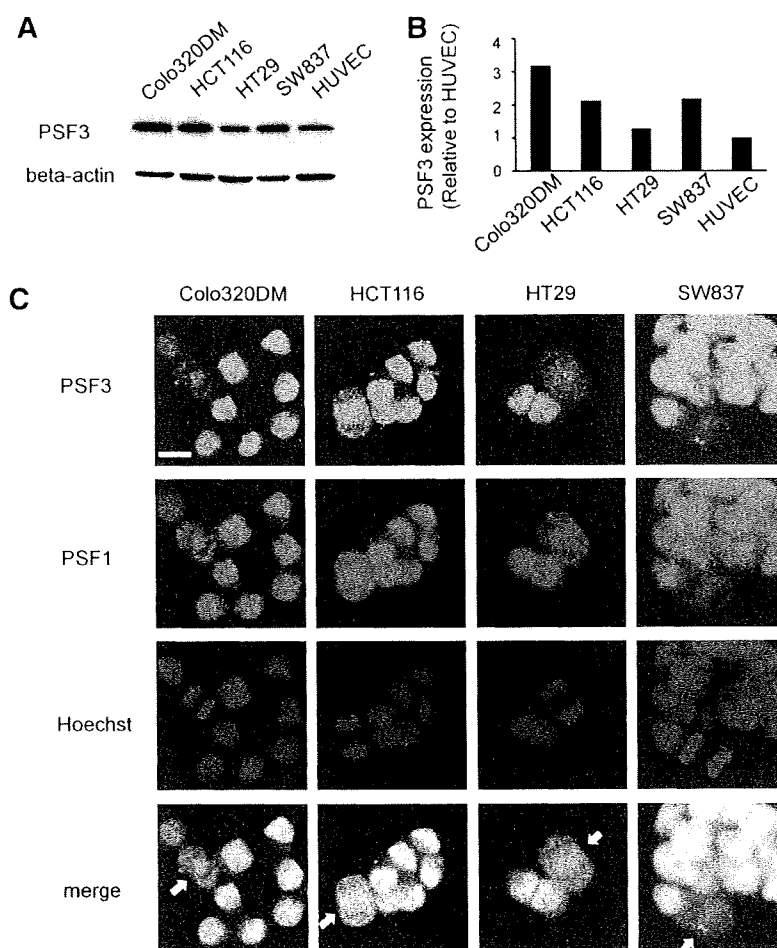 A
Colo320DM
HCT116
HT29
SW837
HUVEC
PSF3
beta-actin
B
PSF3 expression
(Relative to HUVEC)
4
3
2
1
0
Colo320DM
HCT116
HT29
SW837
HUVEC
C
Colo320DM HCT116 HT29 SW837
PSF3
PSF1
Hoechst
merge